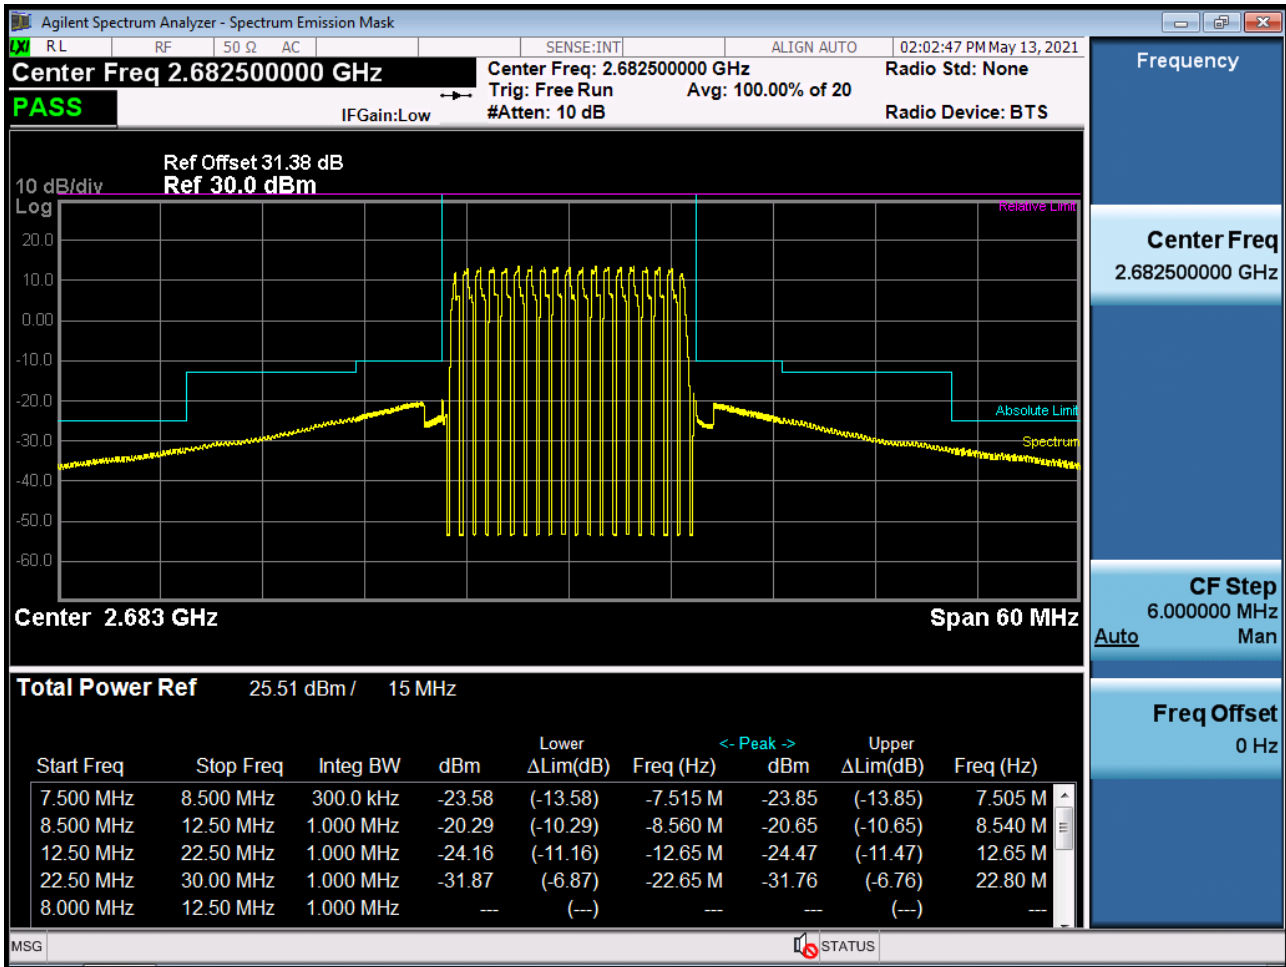 Agilent Spectrum Analyzer - Spectrum Emission Mask
LXI RL RF 50 Ω AC SENSE:INT ALIGN AUTO 02:02:47 PM May 13, 2021
Center Freq 2.682500000 GHz
Center Freq: 2.682500000 GHz
Radio Std: None
Trig: Free Run Avg: 100.00% of 20
PASS
IFGain:Low
#Atten: 10 dB
Radio Device: BTS
Ref Offset 31.38 dB
10 dB/div Ref 30.0 dBm
Log
Relative Limit
20.0
10.0
0.00
-10.0
-20.0
Absolute Limit
-30.0
Spectrum
-40.0
-50.0
-60.0
Center 2.683 GHz Span 60 MHz
Total Power Ref 25.51 dBm / 15 MHz
Lower <- Peak -> Upper
Start Freq Stop Freq Integ BW dBm ΔLim(dB) Freq (Hz) dBm ΔLim(dB) Freq (Hz)
7.500 MHz 8.500 MHz 300.0 kHz -23.58 (-13.58) -7.515 M -23.85 (-13.85) 7.505 M
8.500 MHz 12.50 MHz 1.000 MHz -20.29 (-10.29) -8.560 M -20.65 (-10.65) 8.540 M
12.50 MHz 22.50 MHz 1.000 MHz -24.16 (-11.16) -12.65 M -24.47 (-11.47) 12.65 M
22.50 MHz 30.00 MHz 1.000 MHz -31.87 (-6.87) -22.65 M -31.76 (-6.76) 22.80 M
8.000 MHz 12.50 MHz 1.000 MHz --- (---) --- --- (---) ---
MSG STATUS
Frequency
Center Freq
2.682500000 GHz
CF Step
6.000000 MHz
Auto Man
Freq Offset
0 Hz